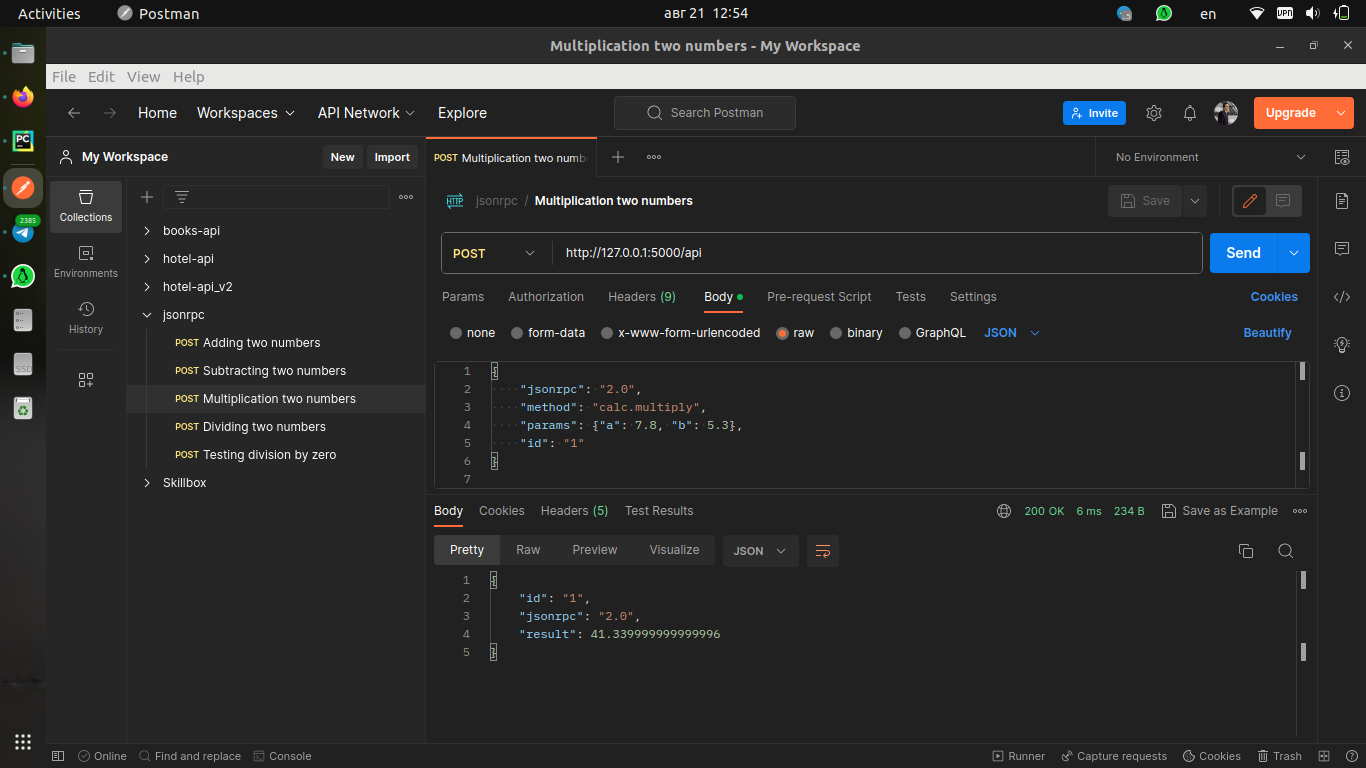 Activities Postman авг 21 12:54 en VPN
Multiplication two numbers - My Workspace
File Edit View Help
Home Workspaces API Network Explore Search Postman Invite Upgrade
My Workspace New Import POST Multiplication two numb No Environment
PC
Collections
jsonrpc / Multiplication two numbers Save
HTTP
books-api
2385
POST http://127.0.0.1:5000/api Send
hotel-api
Environments
hotel-api_v2
Params Authorization Headers (9) Body Pre-request Script Tests Settings Cookies
jsonrpc
History
none form-data x-www-form-urlencoded raw binary GraphQL JSON Beautify
POST Adding two numbers
POST Subtracting two numbers
POST Multiplication two numbers
POST Dividing two numbers
POST Testing division by zero
Skillbox
SSD
1 {
2 "jsonrpc": "2.0",
3 "method": "calc.multiply",
4 "params": {"a": 7.8, "b": 5.3},
5 "id": "1"
6 }
7
Body Cookies Headers (5) Test Results 200 OK 6 ms 234 B Save as Example
Pretty Raw Preview Visualize JSON
1 {
2 "id": "1",
3 "jsonrpc": "2.0",
4 "result": 41.339999999999996
5 }
Online Find and replace Console Runner Capture requests Cookies Trash